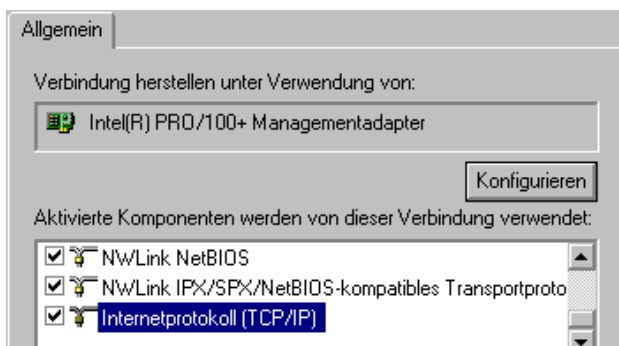 Allgemein
Verbindung herstellen unter Verwendung von:
Intel(R) PRO/100+ Managementadapter
Konfigurieren
Aktivierte Komponenten werden von dieser Verbindung verwendet:
NWLink NetBIOS
NWLink IPX/SPX/NetBIOS-kompatibles Transportproto
Internetprotokoll (TCP/IP)